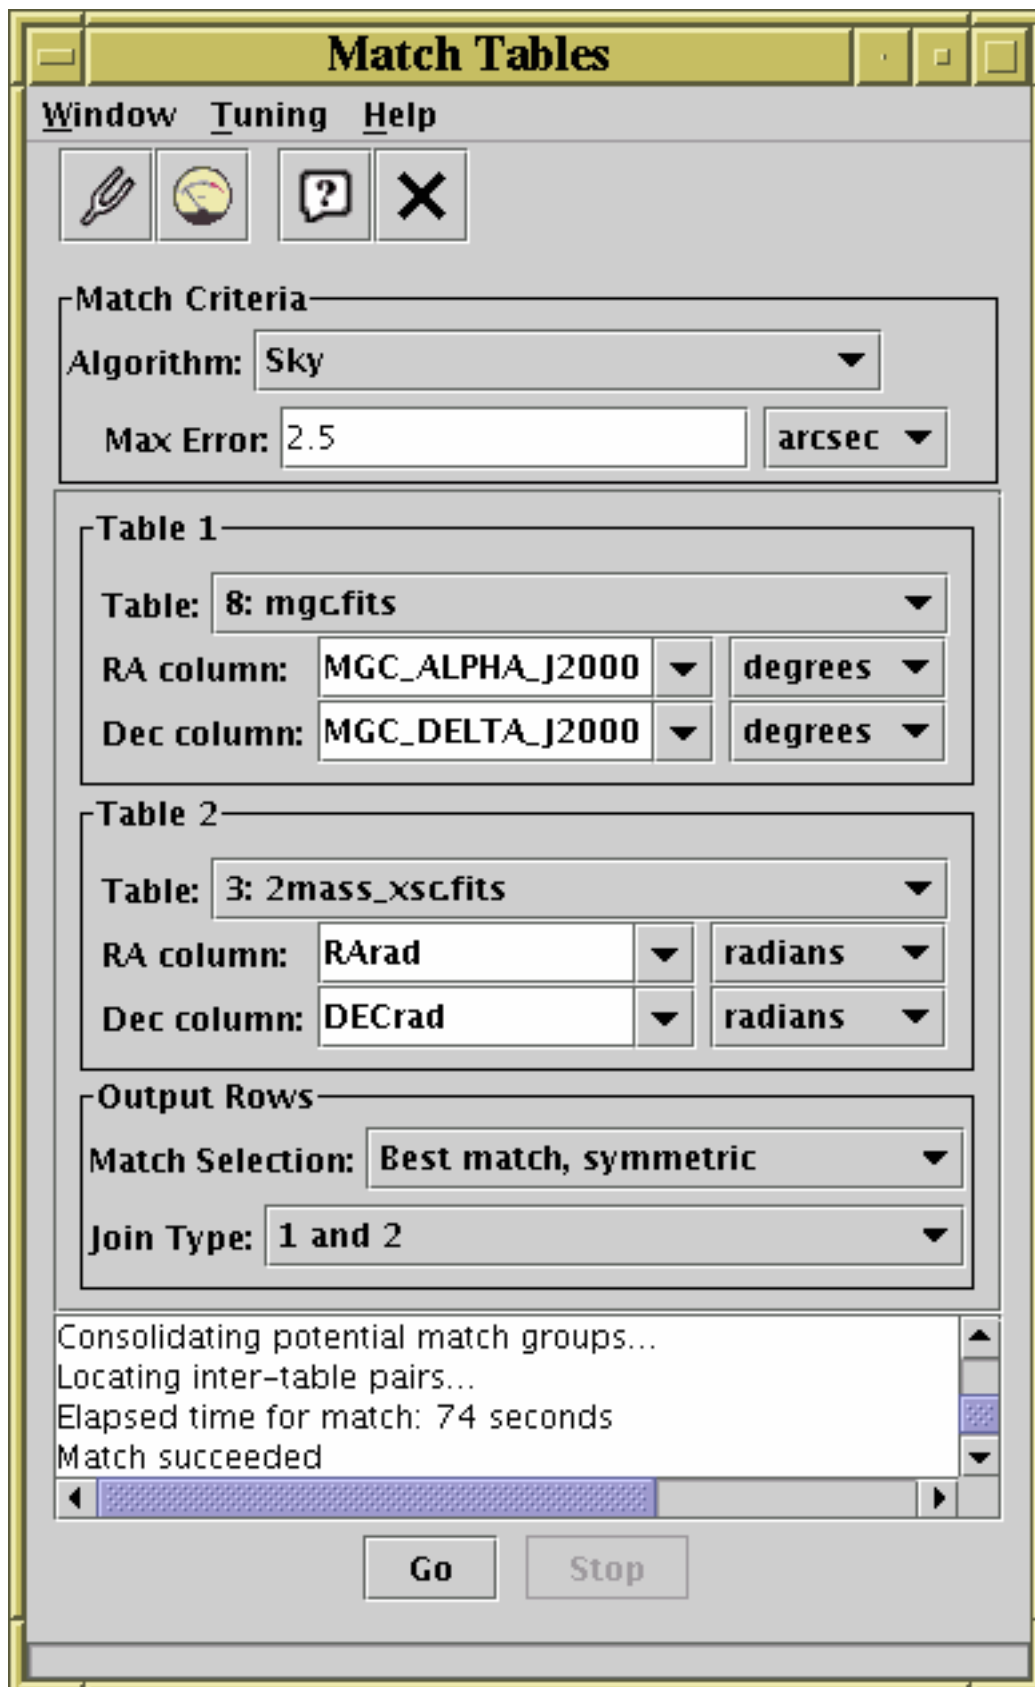 Match Tables
Window Tuning Help
?
Match Criteria
Algorithm: Sky
Max Error: 2.5 arcsec
Table 1
Table: 8: mgc.fits
RA column: MGC_ALPHA_J2000 degrees
Dec column: MGC_DELTA_J2000 degrees
Table 2
Table: 3: 2mass_xsc.fits
RA column: RArad radians
Dec column: DECrad radians
Output Rows
Match Selection: Best match, symmetric
Join Type: 1 and 2
Consolidating potential match groups...
Locating inter-table pairs...
Elapsed time for match: 74 seconds
Match succeeded
Go Stop